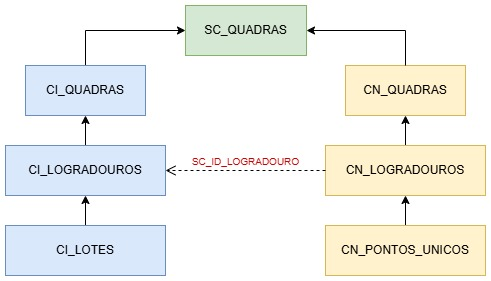 SC_QUADRAS
CI_QUADRAS
CN_QUADRAS
CI_LOGRADOUROS
SC_ID_LOGRADOURO
CN_LOGRADOUROS
CI_LOTES
CN_PONTOS_UNICOS